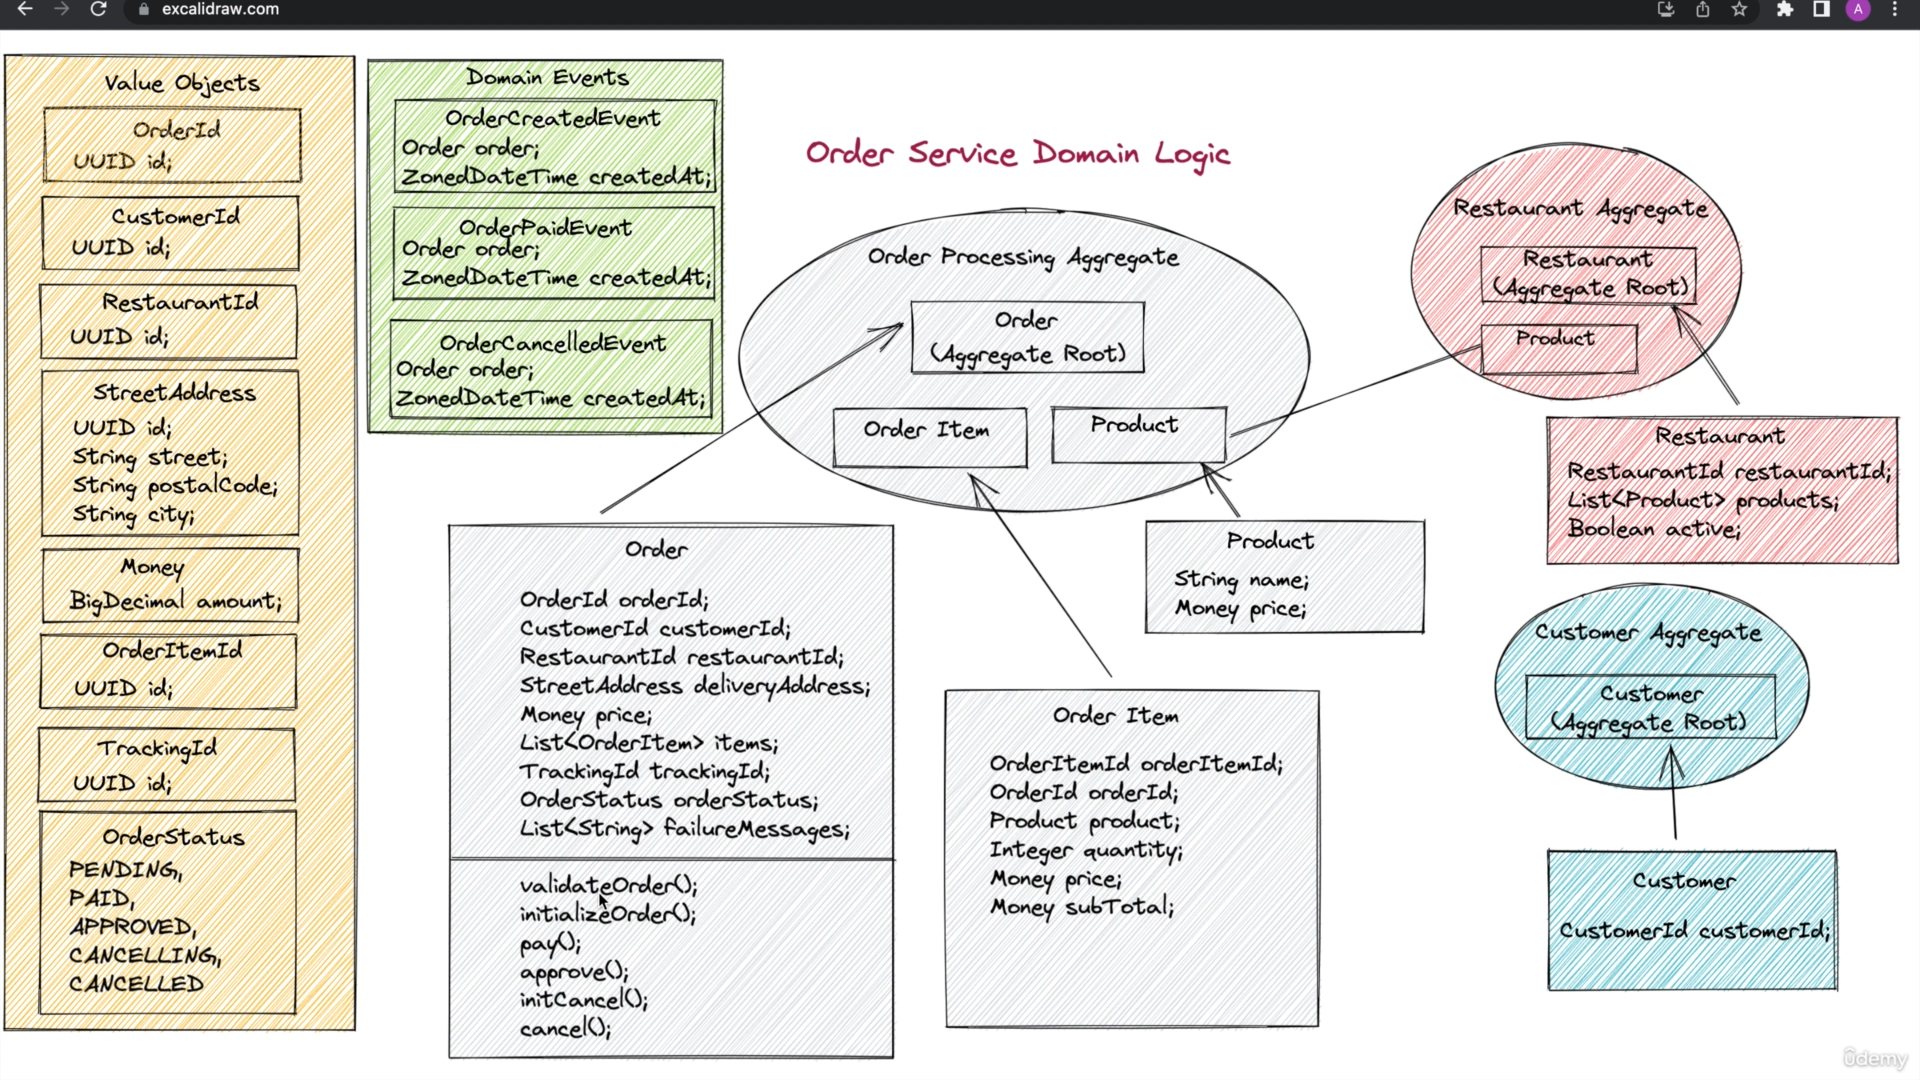 excalidraw.com
A
Value Objects
OrderId
UUID id;
CustomerId
UUID id;
RestaurantId
UUID id;
StreetAddress
UUID id;
String street;
String postalCode;
String city;
Money
BigDecimal amount;
OrderItemId
UUID id;
TrackingId
UUID id;
OrderStatus
PENDING,
PAID,
APPROVED,
CANCELLING,
CANCELLED
Domain Events
OrderCreatedEvent
Order order;
ZonedDateTime createdAt;
OrderPaidEvent
Order order;
ZonedDateTime createdAt;
OrderCancelledEvent
Order order;
ZonedDateTime createdAt;
Order Service Domain Logic
Order Processing Aggregate
Order
(Aggregate Root)
Order Item
Product
Restaurant Aggregate
Restaurant
(Aggregate Root)
Product
Restaurant
RestaurantId restaurantId;
List<Product> products;
Boolean active;
Order
OrderId orderId;
CustomerId customerId;
RestaurantId restaurantId;
StreetAddress deliveryAddress;
Money price;
List<OrderItem> items;
TrackingId trackingId;
OrderStatus orderStatus;
List<String> failureMessages;
validateOrder();
initializeOrder();
pay();
approve();
initCancel();
cancel();
Product
String name;
Money price;
Order Item
OrderItemId orderItemId;
OrderId orderId;
Product product;
Integer quantity;
Money price;
Money subTotal;
Customer Aggregate
Customer
(Aggregate Root)
Customer
CustomerId customerId;
ûdemy